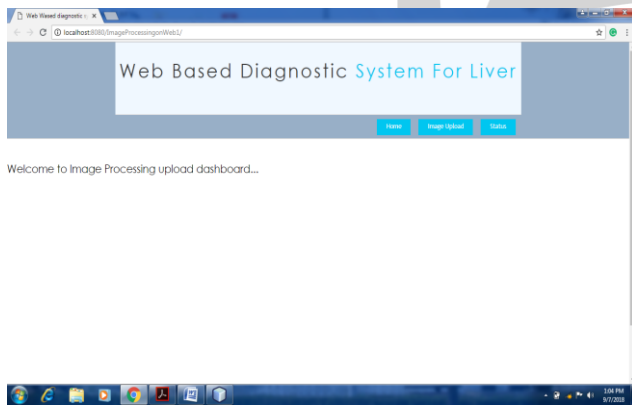 Web Wased diagnostic s
localhost:8080/ImageProcessingonWeb1/
Web Based Diagnostic System For Liver
Home Image Upload Status
Welcome to Image Processing upload dashboard...
1:04 PM
9/7/2018